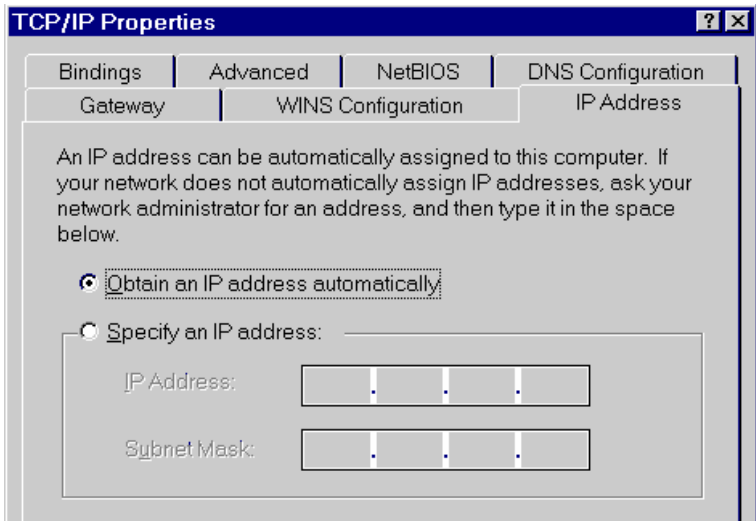 TCP/IP Properties
? X
Bindings Advanced NetBIOS DNS Configuration
Gateway WINS Configuration IP Address
An IP address can be automatically assigned to this computer. If
your network does not automatically assign IP addresses, ask your
network administrator for an address, and then type it in the space
below.
Obtain an IP address automatically
Specify an IP address:
IP Address:
. . .
Subnet Mask:
. . .